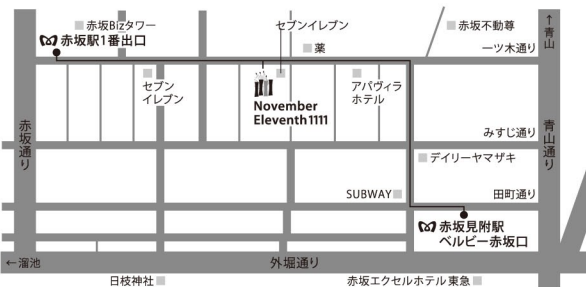 赤坂Bizタワー
赤坂駅1番出口
セブンイレブン
薬
赤坂不動尊
↑青山
一ツ木通り
セブン
イレブン
November
Eleventh1111
アパヴィラ
ホテル
赤坂通り
みすじ通り
青山通り
デイリーヤマザキ
SUBWAY
田町通り
赤坂見附駅
ベルビー赤坂口
←溜池
外堀通り
日枝神社
赤坂エクセルホテル東急